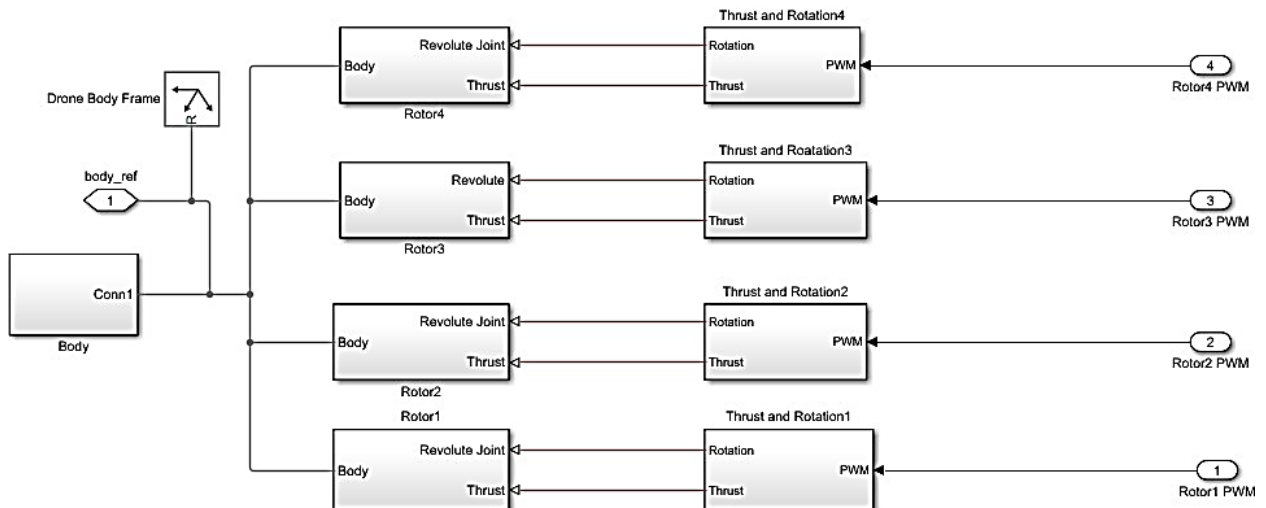 Thrust and Rotation4
Revolute Joint
Rotation
Body
PWM
4
Thrust
Thrust
Rotor4 PWM
Rotor4
Drone Body Frame
R
Thrust and Roatation3
body_ref
Revolute
Rotation
1
Body
PWM
3
Thrust
Thrust
Rotor3 PWM
Rotor3
Conn1
Body
Thrust and Rotation2
Revolute Joint
Rotation
Body
PWM
2
Thrust
Thrust
Rotor2 PWM
Rotor2
Rotor1
Thrust and Rotation1
Revolute Joint
Rotation
Body
PWM
1
Thrust
Thrust
Rotor1 PWM